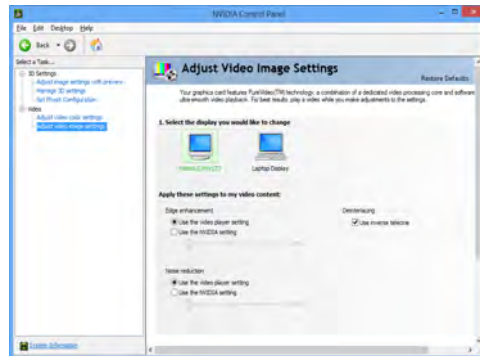 NVIDIA Control Panel
File Edit Desktop Help
Back
Select a Task...
3D Settings
Adjust image settings with preview
Manage 3D settings
Set PhysX Configuration
Video
Adjust video color settings
Adjust video image settings
System Information
Adjust Video Image Settings
Restore Defaults
Your graphics card features PureVideo(TM) technology: a combination of a dedicated video processing core and software
ultra-smooth video playback. For best results, play a video while you make adjustments to the settings.
1. Select the display you would like to change
Laptop Display
Apply these settings to my video content:
Edge enhancement
Use the video player setting
Use the NVIDIA setting
Deinterlacing
Use inverse telecine
Noise reduction
Use the video player setting
Use the NVIDIA setting